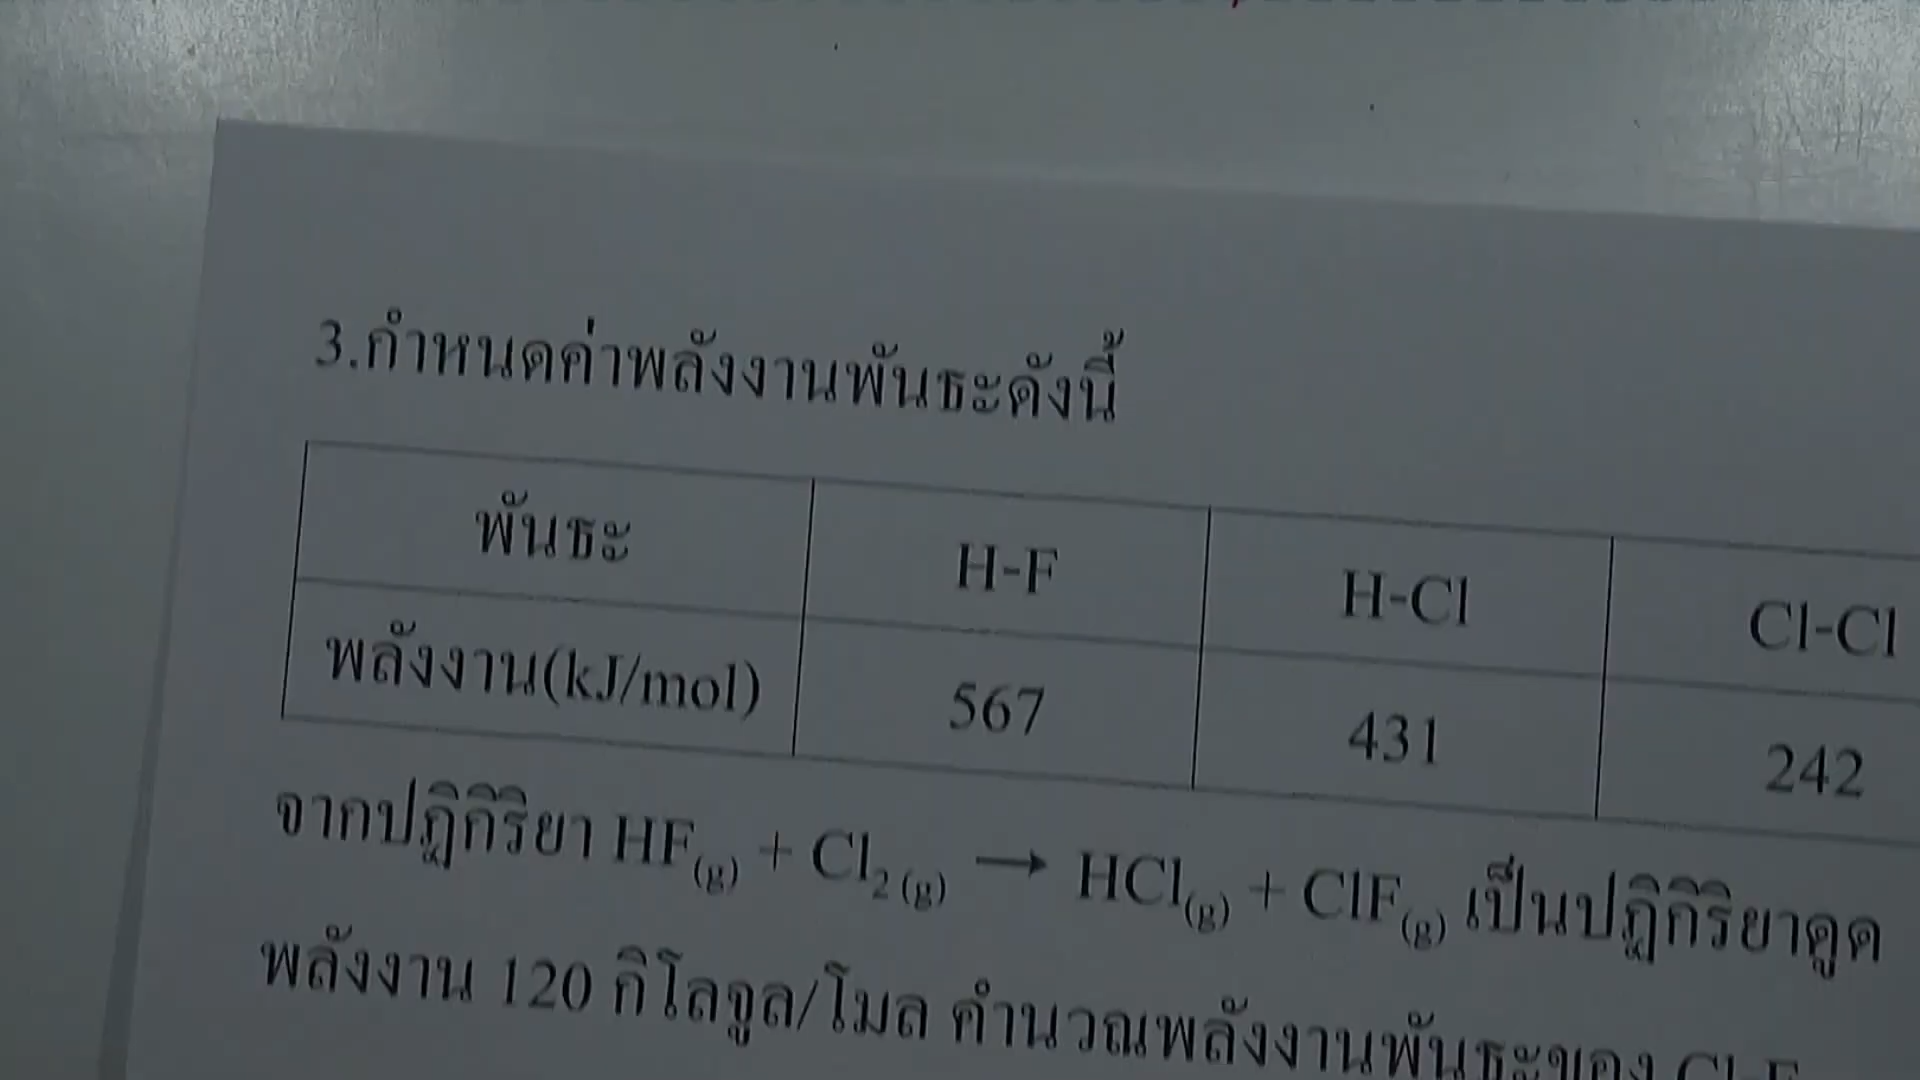 3.กำหนดค่าพลังงานพันธะดังนี้
พันธะ H-F H-Cl Cl-Cl
พลังงาน(kJ/mol) 567 431 242
จากปฏิกิริยา HF(g) + Cl2 (g) → HCl(g) + ClF(g) เป็นปฏิกิริยาดูด
พลังงาน 120 กิโลจูล/โมล คำนวณพลังงานพันธะของ Cl-F